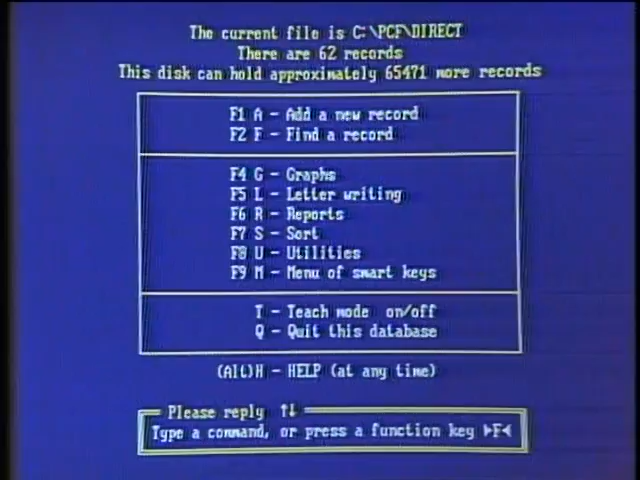 The current file is C:\PCF\DIRECT
There are 62 records
This disk can hold approximately 65471 more records
F1 A - Add a new record
F2 F - Find a record
F4 G - Graphs
F5 L - Letter writing
F6 R - Reports
F7 S - Sort
F8 U - Utilities
F9 M - Menu of smart keys
T - Teach mode on/off
Q - Quit this database
(Alt)H - HELP (at any time)
Please reply ↑↓
Type a command, or press a function key ►F◄